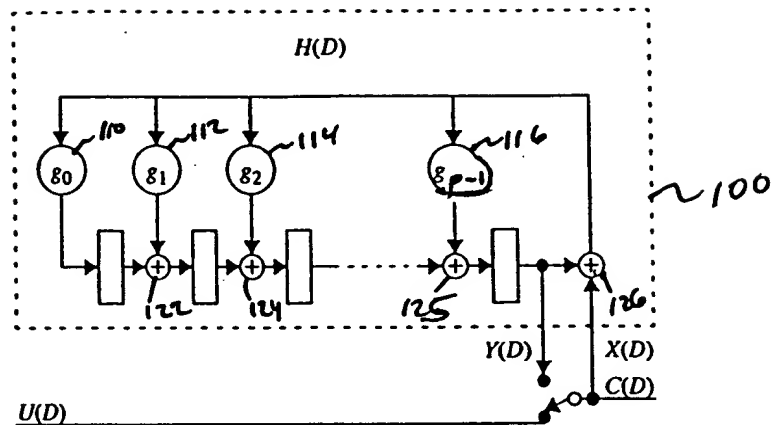 H(D)
110
112
114
116
g0
g1
g2
gp-1
100
+
+
+
+
122
124
125
126
Y(D)
X(D)
C(D)
U(D)